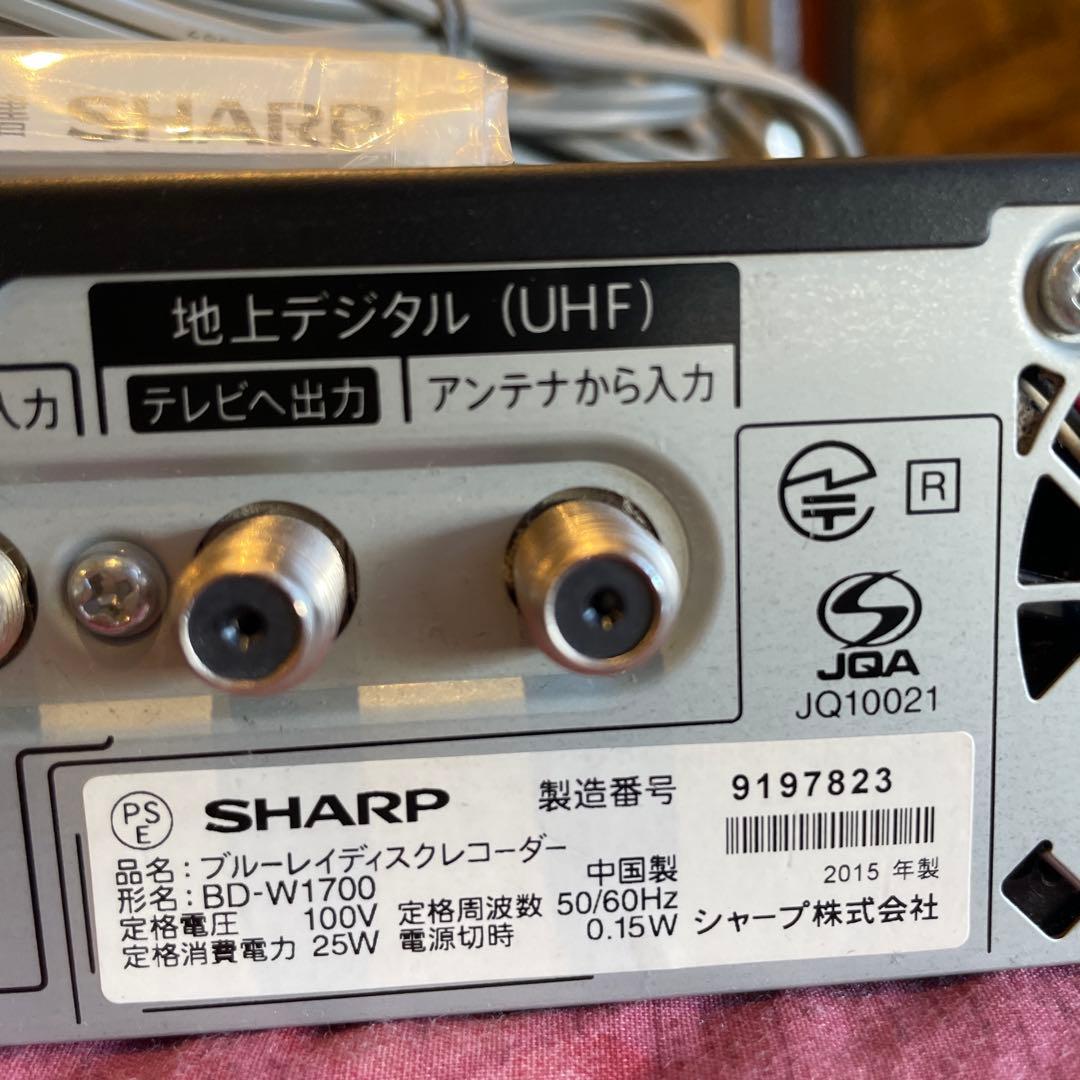 SHARP
地上デジタル (UHF)
入力
テレビへ出力
アンテナから入力
R
JQA
JQ10021
PS
E
SHARP
製造番号 9197823
品名:ブルーレイディスクレコーダー
中国製
2015 年製
形名:BD-W1700
定格電圧 100V 定格周波数 50/60Hz
定格消費電力 25W 電源切時 0.15W シャープ株式会社